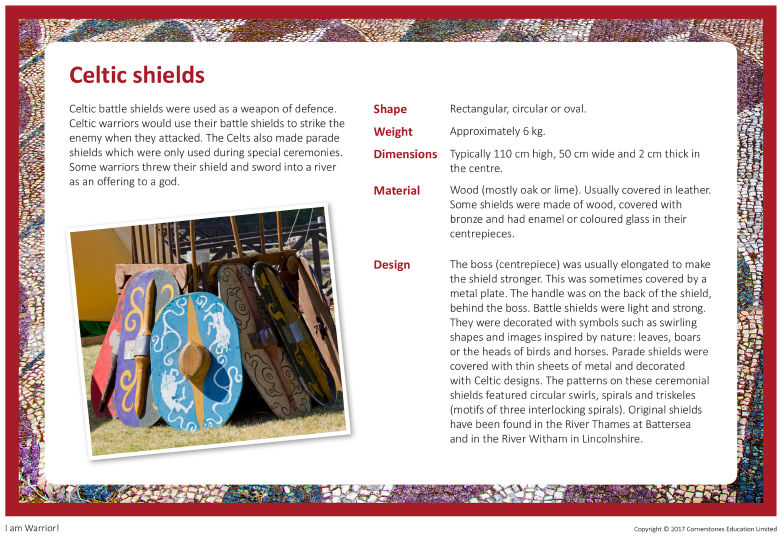 Celtic shields
Celtic battle shields were used as a weapon of defence.
Celtic warriors would use their battle shields to strike the
enemy when they attacked. The Celts also made parade
shields which were only used during special ceremonies.
Some warriors threw their shield and sword into a river
as an offering to a god.
Shape Rectangular, circular or oval.
Weight Approximately 6 kg.
Dimensions Typically 110 cm high, 50 cm wide and 2 cm thick in
the centre.
Material Wood (mostly oak or lime). Usually covered in leather.
Some shields were made of wood, covered with
bronze and had enamel or coloured glass in their
centrepieces.
Design The boss (centrepiece) was usually elongated to make
the shield stronger. This was sometimes covered by a
metal plate. The handle was on the back of the shield,
behind the boss. Battle shields were light and strong.
They were decorated with symbols such as swirling
shapes and images inspired by nature: leaves, boars
or the heads of birds and horses. Parade shields were
covered with thin sheets of metal and decorated
with Celtic designs. The patterns on these ceremonial
shields featured circular swirls, spirals and triskeles
(motifs of three interlocking spirals). Original shields
have been found in the River Thames at Battersea
and in the River Witham in Lincolnshire.
I am Warrior!
Copyright © 2017 Cornerstones Education Limited